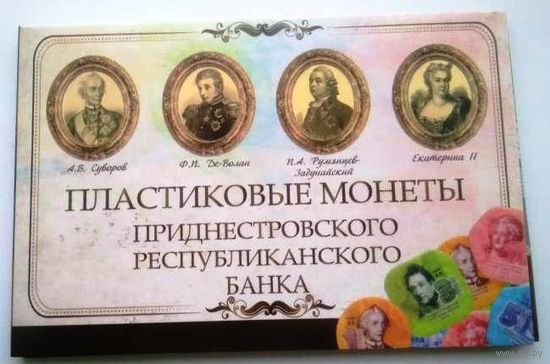 А.В. Суворов
Ф.П. Де-Волан
П.А. Румянцев-
Задунайский
Екатерина II
ПЛАСТИКОВЫЕ МОНЕТЫ
ПРИДНЕСТРОВСКОГО
РЕСПУБЛИКАНСКОГО
БАНКА